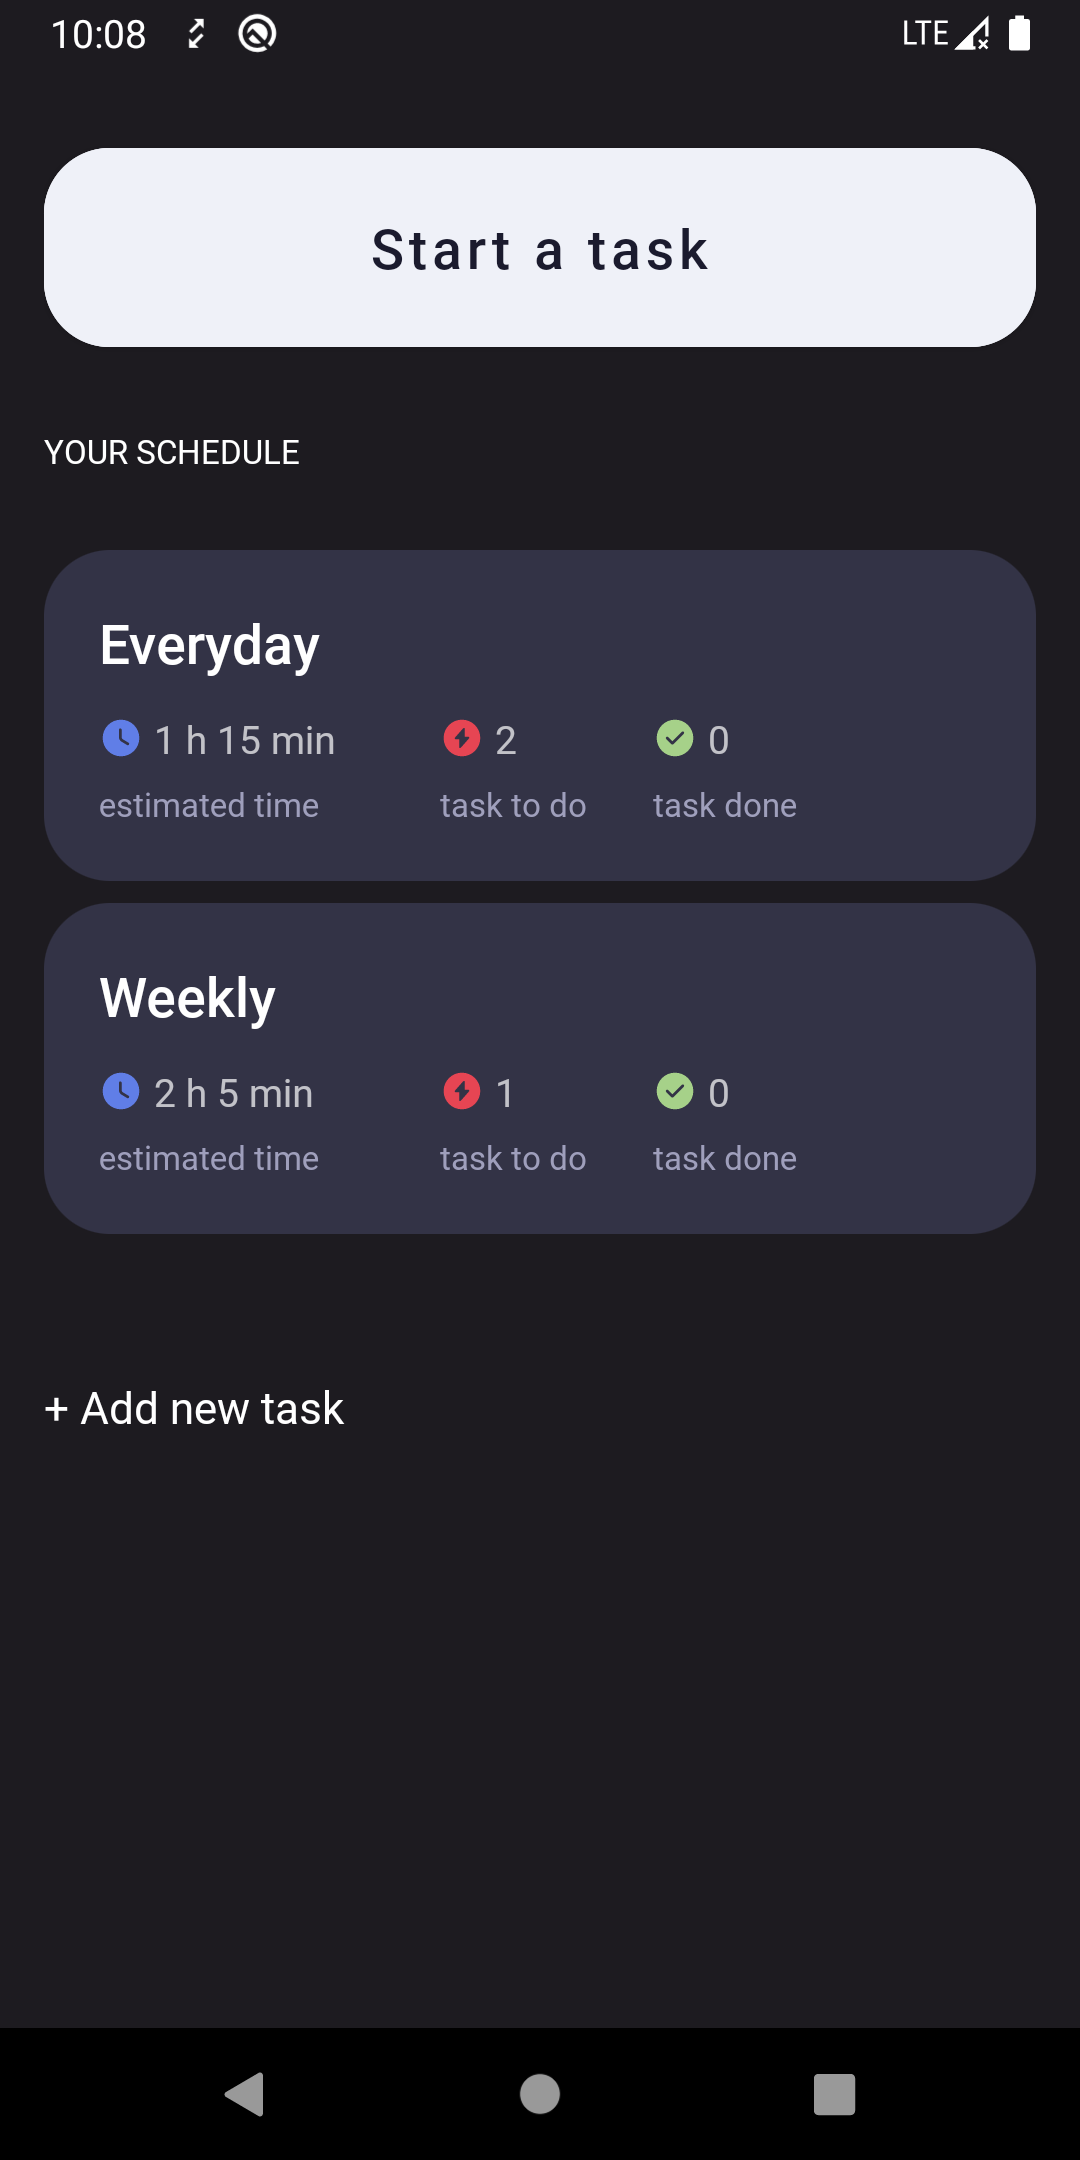 10:08 LTE
Start a task
YOUR SCHEDULE
Everyday
1 h 15 min 2 0
estimated time task to do task done
Weekly
2 h 5 min 1 0
estimated time task to do task done
+ Add new task